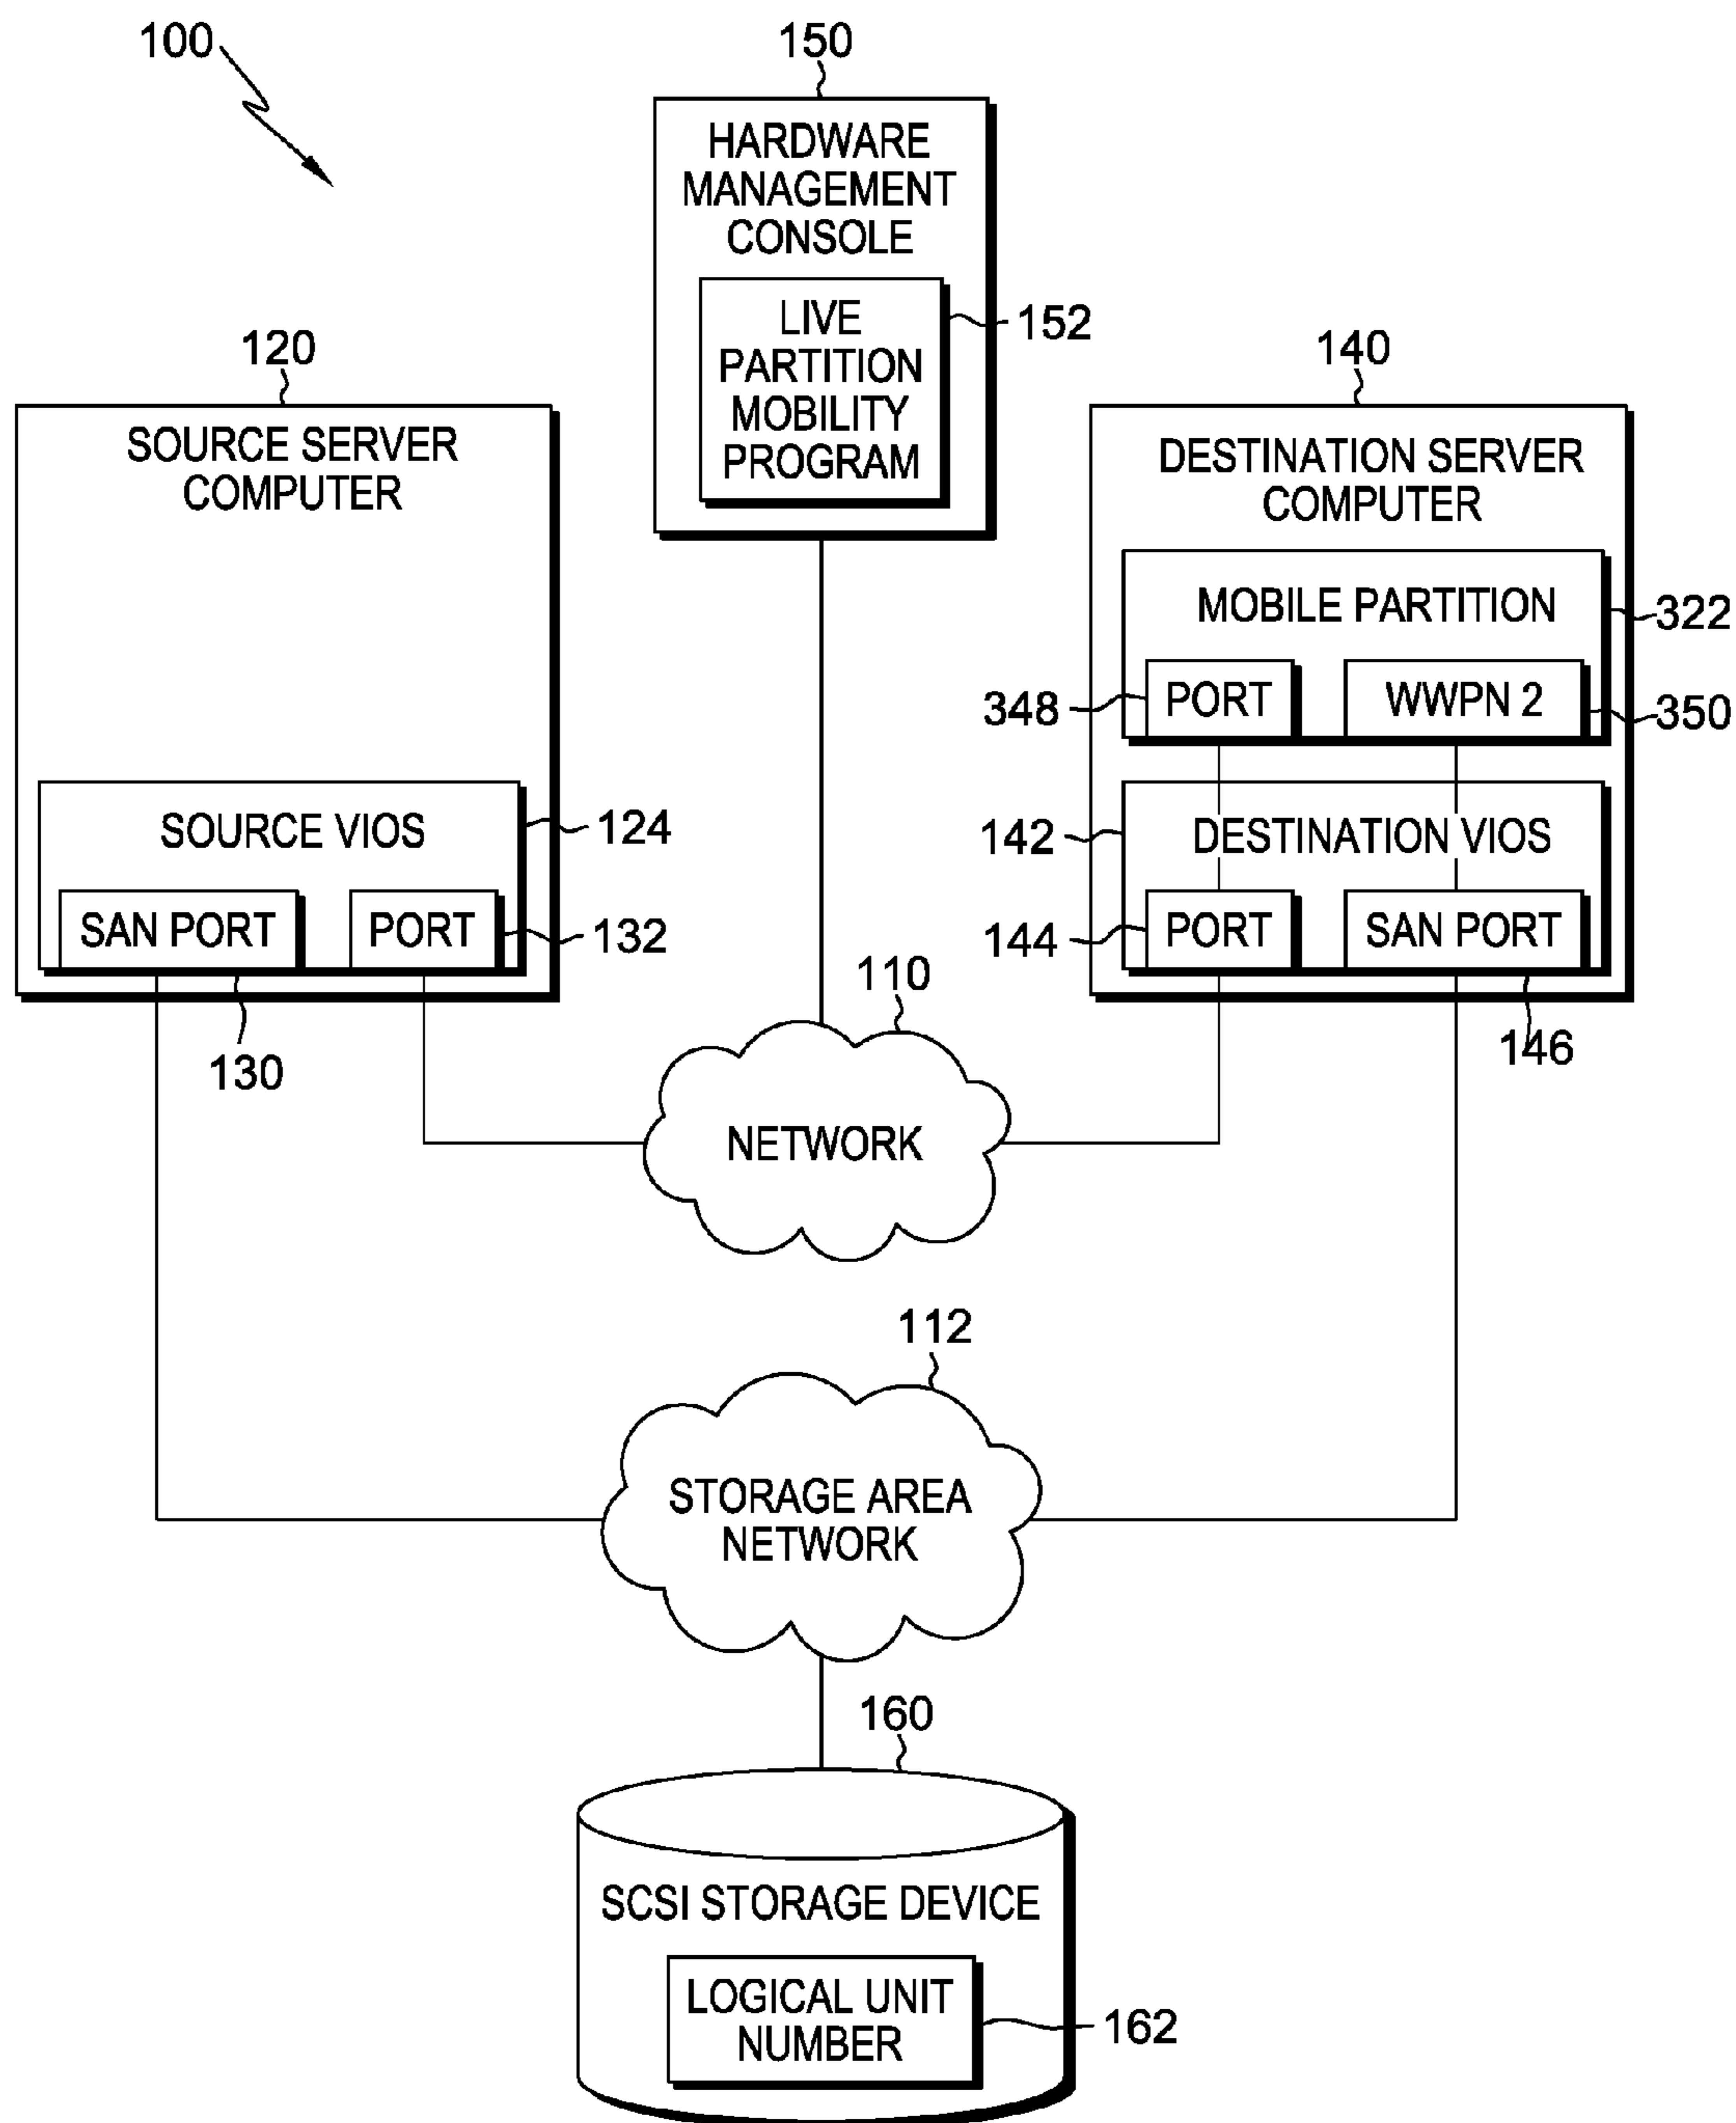 100
150
HARDWARE
MANAGEMENT
CONSOLE
LIVE
PARTITION
MOBILITY
PROGRAM
152
120
SOURCE SERVER
COMPUTER
SOURCE VIOS
124
SAN PORT
PORT
132
130
140
DESTINATION SERVER
COMPUTER
MOBILE PARTITION
322
348
PORT
WWPN 2
350
142
DESTINATION VIOS
144
PORT
SAN PORT
146
110
NETWORK
112
STORAGE AREA
NETWORK
160
SCSI STORAGE DEVICE
LOGICAL UNIT
NUMBER
162